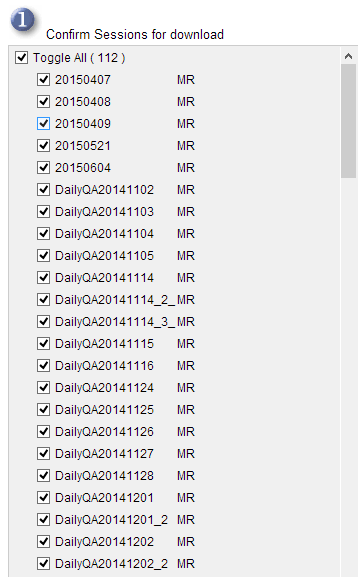 1 Confirm Sessions for download
Toggle All ( 112 )
20150407 MR
20150408 MR
20150409 MR
20150521 MR
20150604 MR
DailyQA20141102 MR
DailyQA20141103 MR
DailyQA20141104 MR
DailyQA20141105 MR
DailyQA20141114 MR
DailyQA20141114_2_ MR
DailyQA20141114_3_ MR
DailyQA20141115 MR
DailyQA20141116 MR
DailyQA20141124 MR
DailyQA20141125 MR
DailyQA20141126 MR
DailyQA20141127 MR
DailyQA20141128 MR
DailyQA20141201 MR
DailyQA20141201_2 MR
DailyQA20141202 MR
DailyQA20141202_2 MR